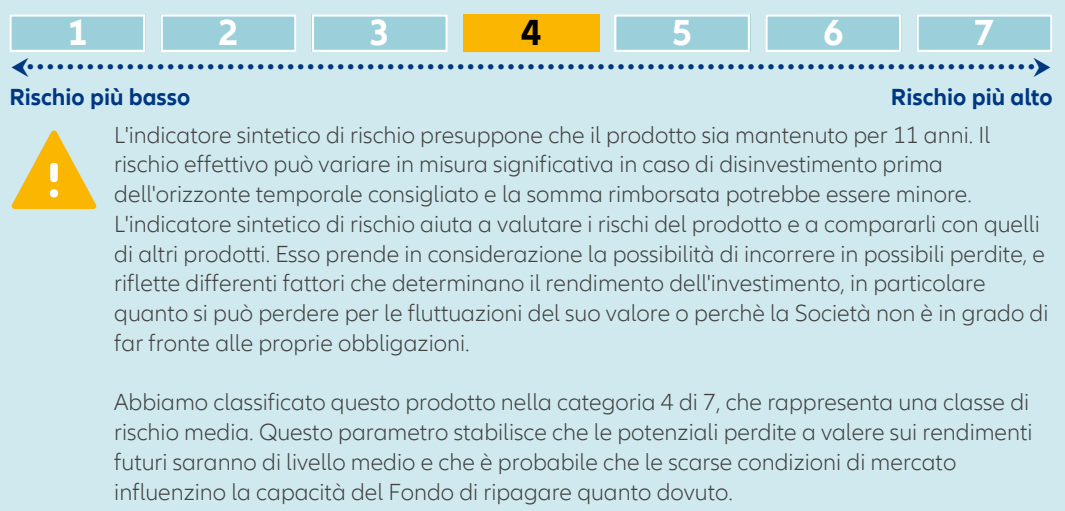 1 2 3 4 5 6 7
Rischio più basso Rischio più alto
L'indicatore sintetico di rischio presuppone che il prodotto sia mantenuto per 11 anni. Il
rischio effettivo può variare in misura significativa in caso di disinvestimento prima
dell'orizzonte temporale consigliato e la somma rimborsata potrebbe essere minore.
L'indicatore sintetico di rischio aiuta a valutare i rischi del prodotto e a compararli con quelli
di altri prodotti. Esso prende in considerazione la possibilità di incorrere in possibili perdite, e
riflette differenti fattori che determinano il rendimento dell'investimento, in particolare
quanto si può perdere per le fluttuazioni del suo valore o perchè la Società non è in grado di
far fronte alle proprie obbligazioni.
Abbiamo classificato questo prodotto nella categoria 4 di 7, che rappresenta una classe di
rischio media. Questo parametro stabilisce che le potenziali perdite a valere sui rendimenti
futuri saranno di livello medio e che è probabile che le scarse condizioni di mercato
influenzino la capacità del Fondo di ripagare quanto dovuto.